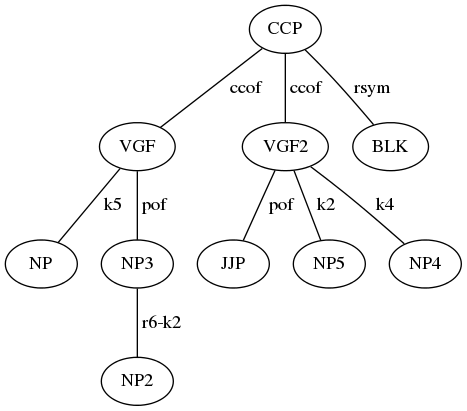 CCP
ccof ccof rsym
VGF VGF2 BLK
k5 pof pof k2 k4
NP NP3 JJP NP5 NP4
r6-k2
NP2